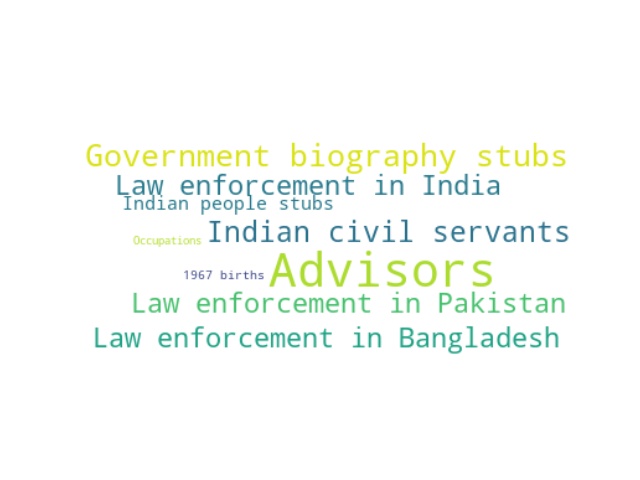 Government biography stubs
Law enforcement in India
Indian people stubs
Occupations Indian civil servants
1967 births Advisors
Law enforcement in Pakistan
Law enforcement in Bangladesh